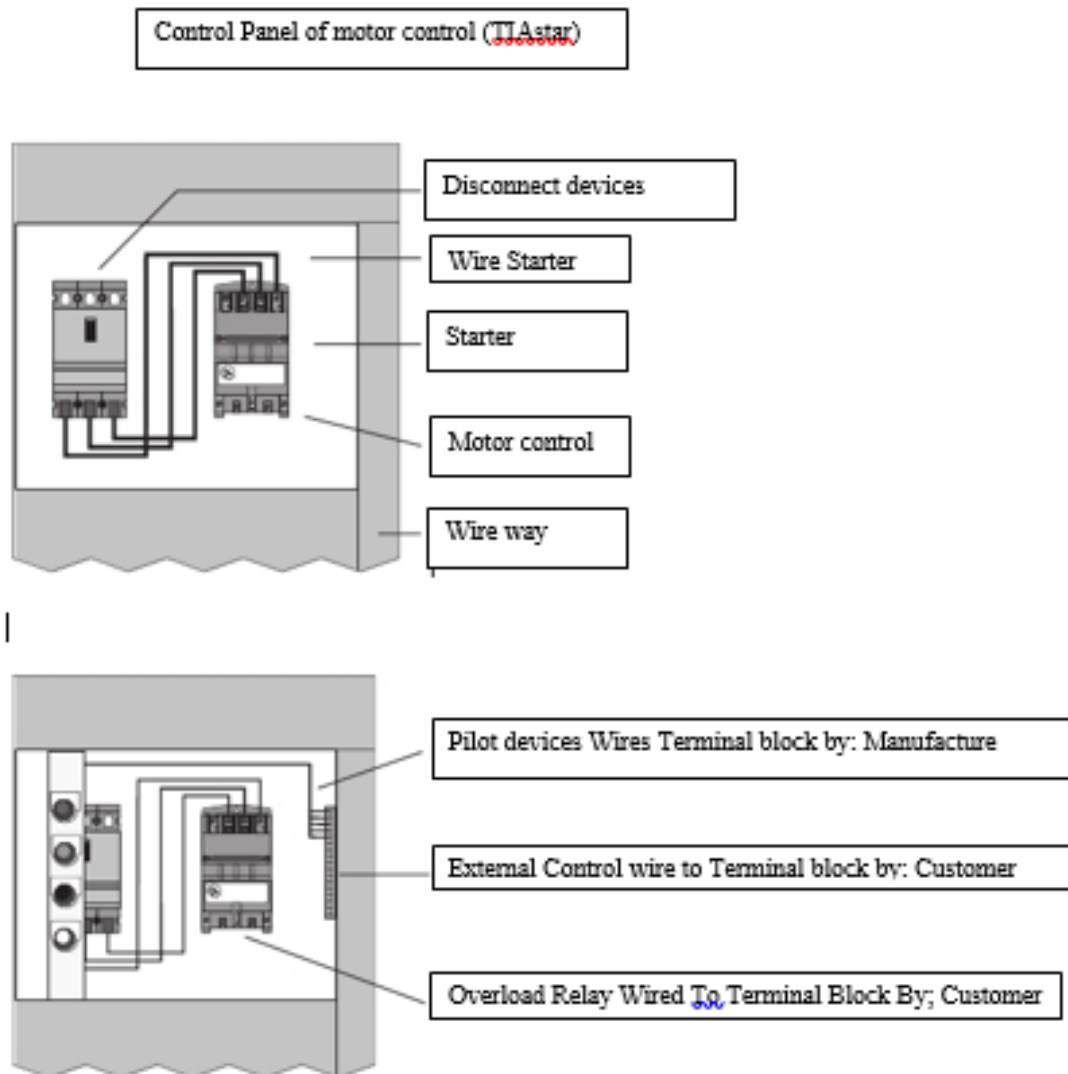 Control Panel of motor control (TIAstar)
Disconnect devices
Wire Starter
Starter
Motor control
Wire way
Pilot devices Wires Terminal block by: Manufacture
External Control wire to Terminal block by: Customer
Overload Relay Wired To Terminal Block By; Customer